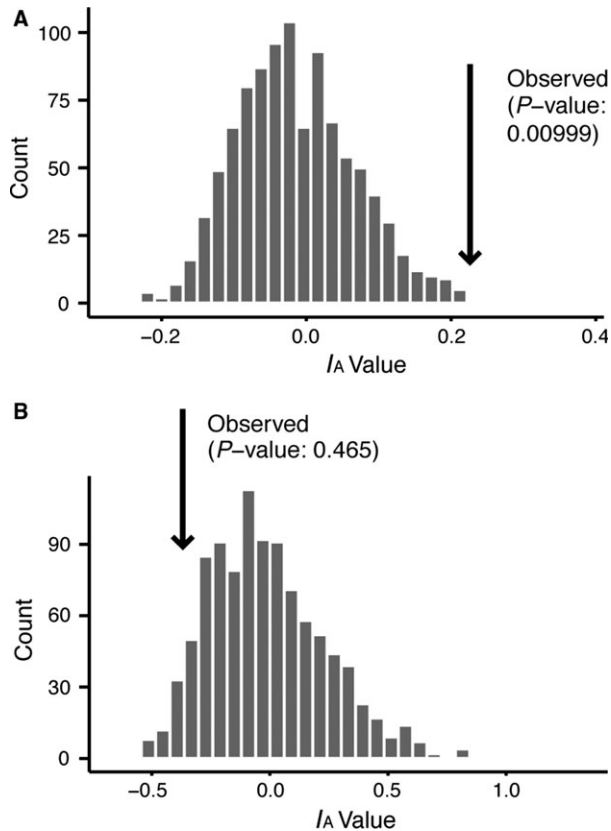 A
100
75
50
25
0
Count
Observed
(P–value:
0.00999)
−0.2
0.0
0.2
0.4
IA Value
B
Observed
(P–value: 0.465)
90
60
30
0
Count
−0.5
0.0
0.5
1.0
IA Value